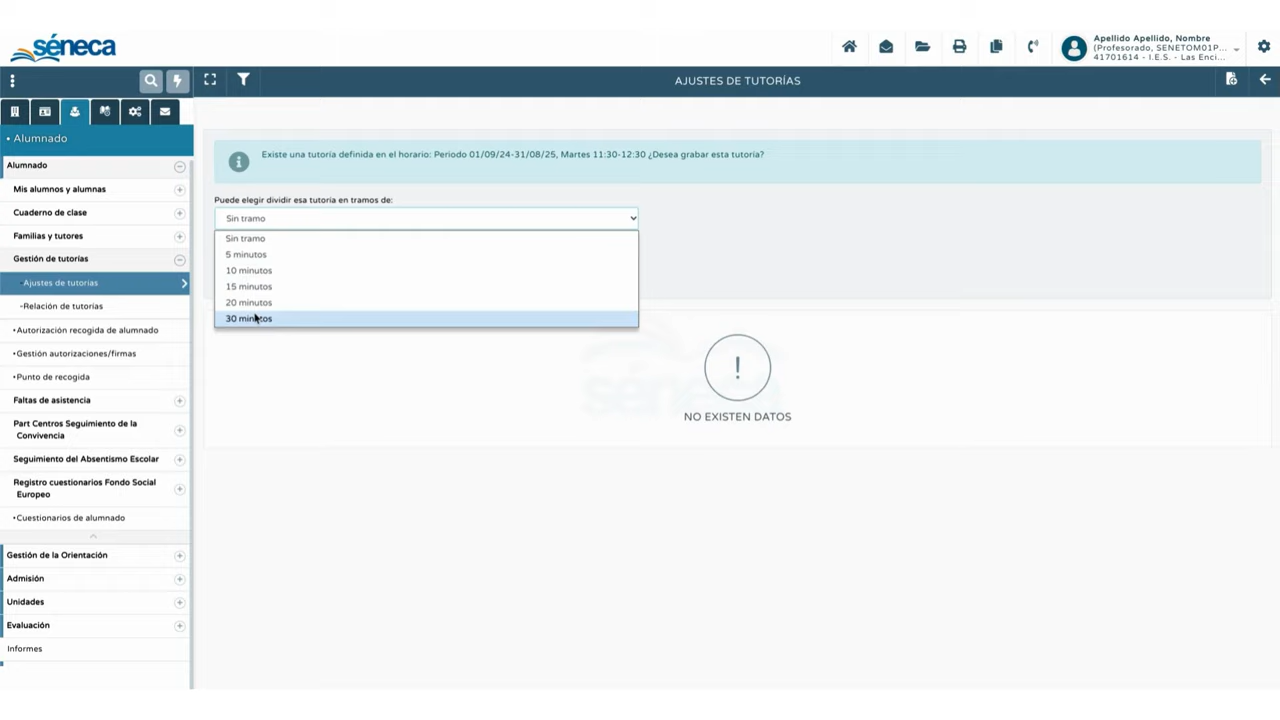 séneca
Apellido Apellido, Nombre
(Profesorado, SENETOM01P...
41701614 - I.E.S. - Las Enci...
AJUSTES DE TUTORÍAS
• Alumnado
Alumnado
Mis alumnos y alumnas
Cuaderno de clase
Familias y tutores
Gestión de tutorías
-Ajustes de tutorías
-Relación de tutorías
•Autorización recogida de alumnado
•Gestión autorizaciones/firmas
•Punto de recogida
Faltas de asistencia
Part Centros Seguimiento de la
Convivencia
Seguimiento del Absentismo Escolar
Registro cuestionarios Fondo Social
Europeo
•Cuestionarios de alumnado
Gestión de la Orientación
Admisión
Unidades
Evaluación
Informes
Existe una tutoría definida en el horario: Periodo 01/09/24-31/08/25, Martes 11:30-12:30 ¿Desea grabar esta tutoría?
Puede elegir dividir esa tutoría en tramos de:
Sin tramo
Sin tramo
5 minutos
10 minutos
15 minutos
20 minutos
30 minutos
séneca
!
NO EXISTEN DATOS